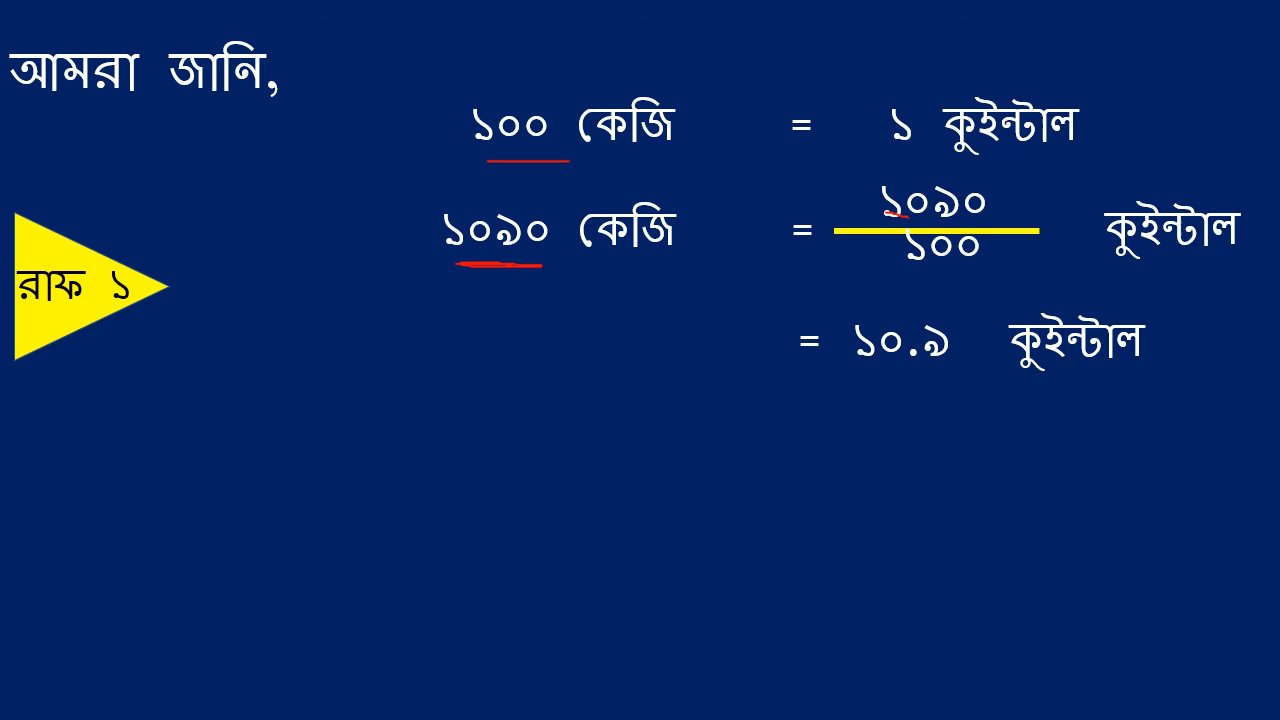 আমরা জানি,
১০০ কেজি = ১ কুইন্টাল
১০৯০ কেজি = ১০৯০/১০০ কুইন্টাল
রাফ ১
= ১০.৯ কুইন্টাল